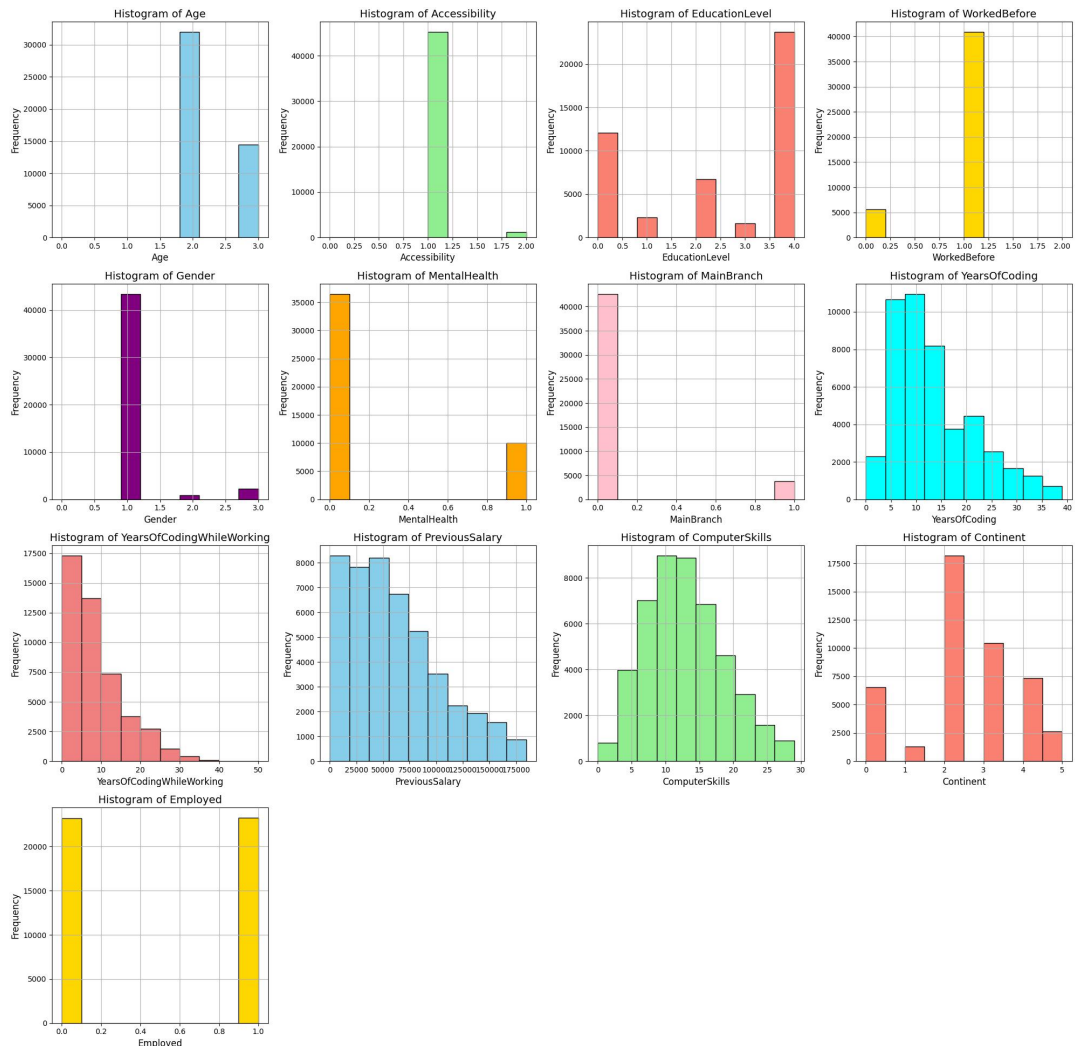 Histogram of Age
Frequency
30000
25000
20000
15000
10000
5000
0
0.0 0.5 1.0 1.5 2.0 2.5 3.0
Age
Histogram of Accessibility
Frequency
40000
30000
20000
10000
0
0.00 0.25 0.50 0.75 1.00 1.25 1.50 1.75 2.00
Accessibility
Histogram of EducationLevel
Frequency
20000
15000
10000
5000
0
0.0 0.5 1.0 1.5 2.0 2.5 3.0 3.5 4.0
EducationLevel
Histogram of WorkedBefore
Frequency
40000
35000
30000
25000
20000
15000
10000
5000
0
0.00 0.25 0.50 0.75 1.00 1.25 1.50 1.75 2.00
WorkedBefore
Histogram of Gender
Frequency
40000
30000
20000
10000
0
0.0 0.5 1.0 1.5 2.0 2.5 3.0
Gender
Histogram of MentalHealth
Frequency
35000
30000
25000
20000
15000
10000
5000
0
0.0 0.2 0.4 0.6 0.8 1.0
MentalHealth
Histogram of MainBranch
Frequency
40000
35000
30000
25000
20000
15000
10000
5000
0
0.0 0.2 0.4 0.6 0.8 1.0
MainBranch
Histogram of YearsOfCoding
Frequency
10000
8000
6000
4000
2000
0
0 5 10 15 20 25 30 35 40
YearsOfCoding
Histogram of YearsOfCodingWhileWorking
Frequency
17500
15000
12500
10000
7500
5000
2500
0
0 10 20 30 40 50
YearsOfCodingWhileWorking
Histogram of PreviousSalary
Frequency
8000
7000
6000
5000
4000
3000
2000
1000
0
0 25000 50000 75000 100000 125000 150000 175000
PreviousSalary
Histogram of ComputerSkills
Frequency
8000
6000
4000
2000
0
0 5 10 15 20 25 30
ComputerSkills
Histogram of Continent
Frequency
17500
15000
12500
10000
7500
5000
2500
0
0 1 2 3 4 5
Continent
Histogram of Employed
Frequency
20000
15000
10000
5000
0
0.0 0.2 0.4 0.6 0.8 1.0
Employed